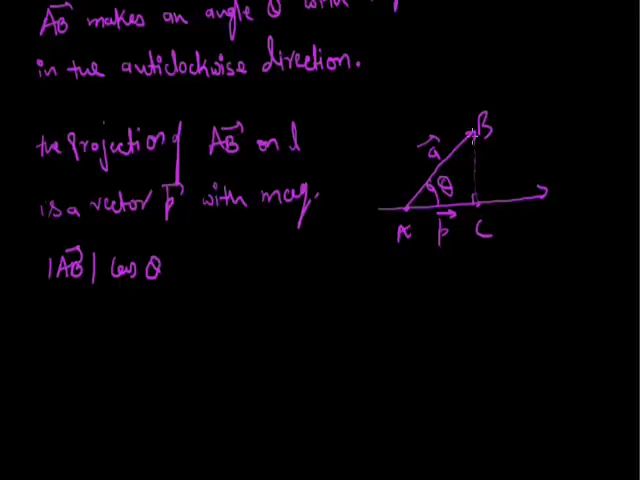 AB makes an angle θ with
in the anticlockwise direction.
the projection of AB on l
is a vector p with mag.
|AB| cos θ
B
a
θ
A p C